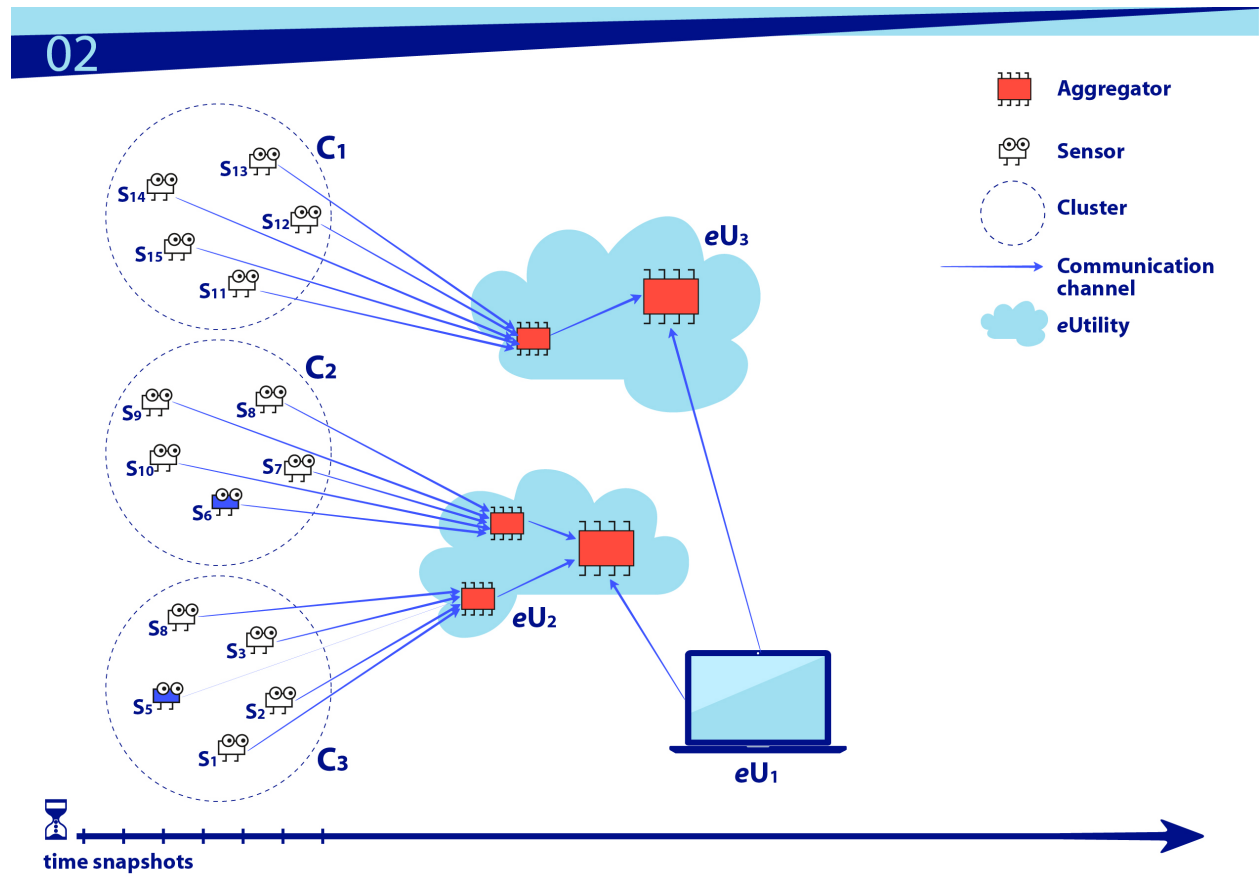 02
C1
S13
S14
S12
S15
S11
eU3
Aggregator
Sensor
Cluster
Communication
channel
eUtility
C2
S9
S8
S10
S7
S6
eU2
S8
S3
S5
S2
S1
C3
eU1
time snapshots